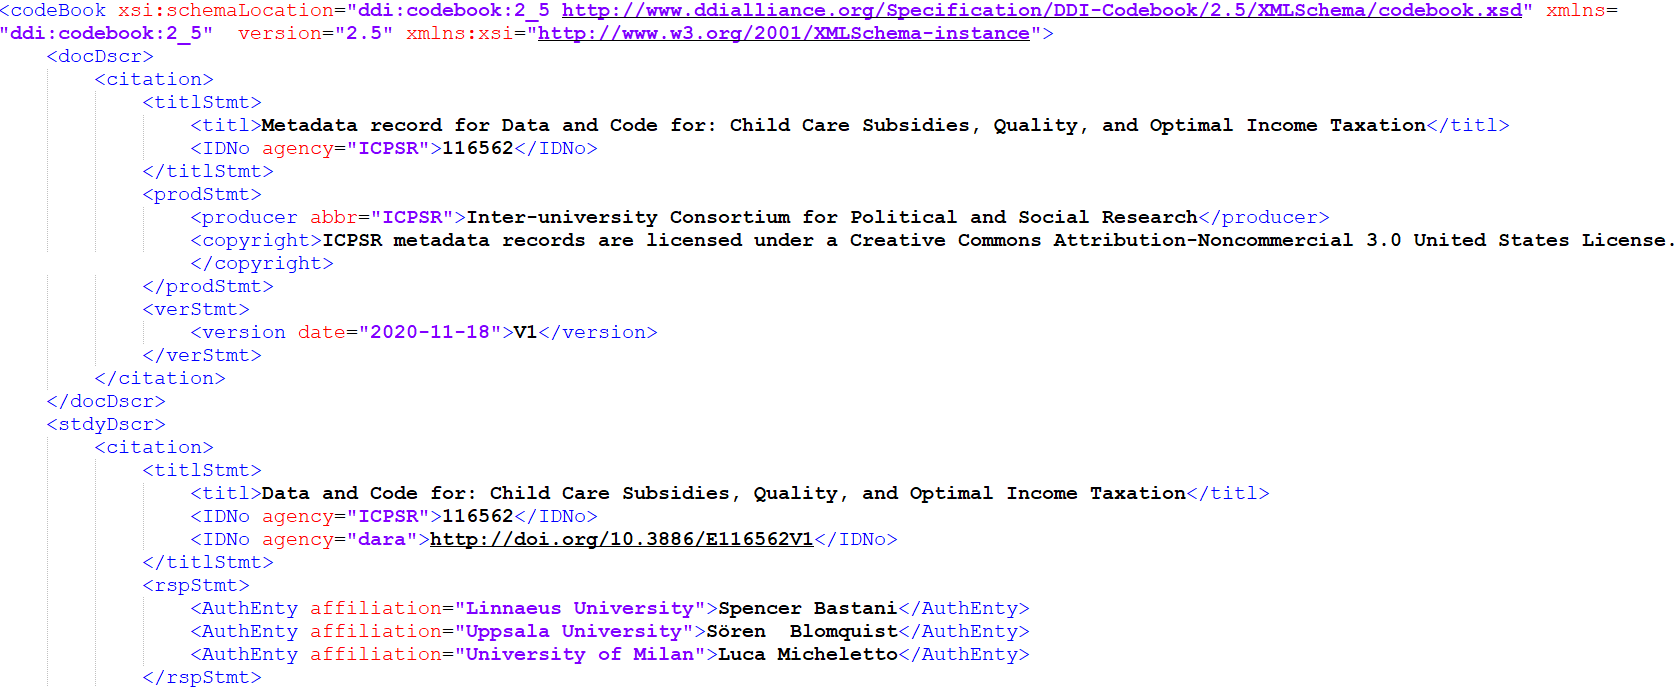 <codeBook xsi:schemaLocation="ddi:codebook:2_5 http://www.ddialliance.org/Specification/DDI-Codebook/2.5/XMLSchema/codebook.xsd" xmlns=
"ddi:codebook:2_5"  version="2.5" xmlns:xsi="http://www.w3.org/2001/XMLSchema-instance">
    <docDscr>
        <citation>
            <titlStmt>
                <titl>Metadata record for Data and Code for: Child Care Subsidies, Quality, and Optimal Income Taxation</titl>
                <IDNo agency="ICPSR">116562</IDNo>
            </titlStmt>
            <prodStmt>
                <producer abbr="ICPSR">Inter-university Consortium for Political and Social Research</producer>
                <copyright>ICPSR metadata records are licensed under a Creative Commons Attribution-Noncommercial 3.0 United States License.
                </copyright>
            </prodStmt>
            <verStmt>
                <version date="2020-11-18">V1</version>
            </verStmt>
        </citation>
    </docDscr>
    <stdyDscr>
        <citation>
            <titlStmt>
                <titl>Data and Code for: Child Care Subsidies, Quality, and Optimal Income Taxation</titl>
                <IDNo agency="ICPSR">116562</IDNo>
                <IDNo agency="dara">http://doi.org/10.3886/E116562V1</IDNo>
            </titlStmt>
            <rspStmt>
                <AuthEnty affiliation="Linnaeus University">Spencer Bastani</AuthEnty>
                <AuthEnty affiliation="Uppsala University">Sören  Blomquist</AuthEnty>
                <AuthEnty affiliation="University of Milan">Luca Micheletto</AuthEnty>
            </rspStmt>